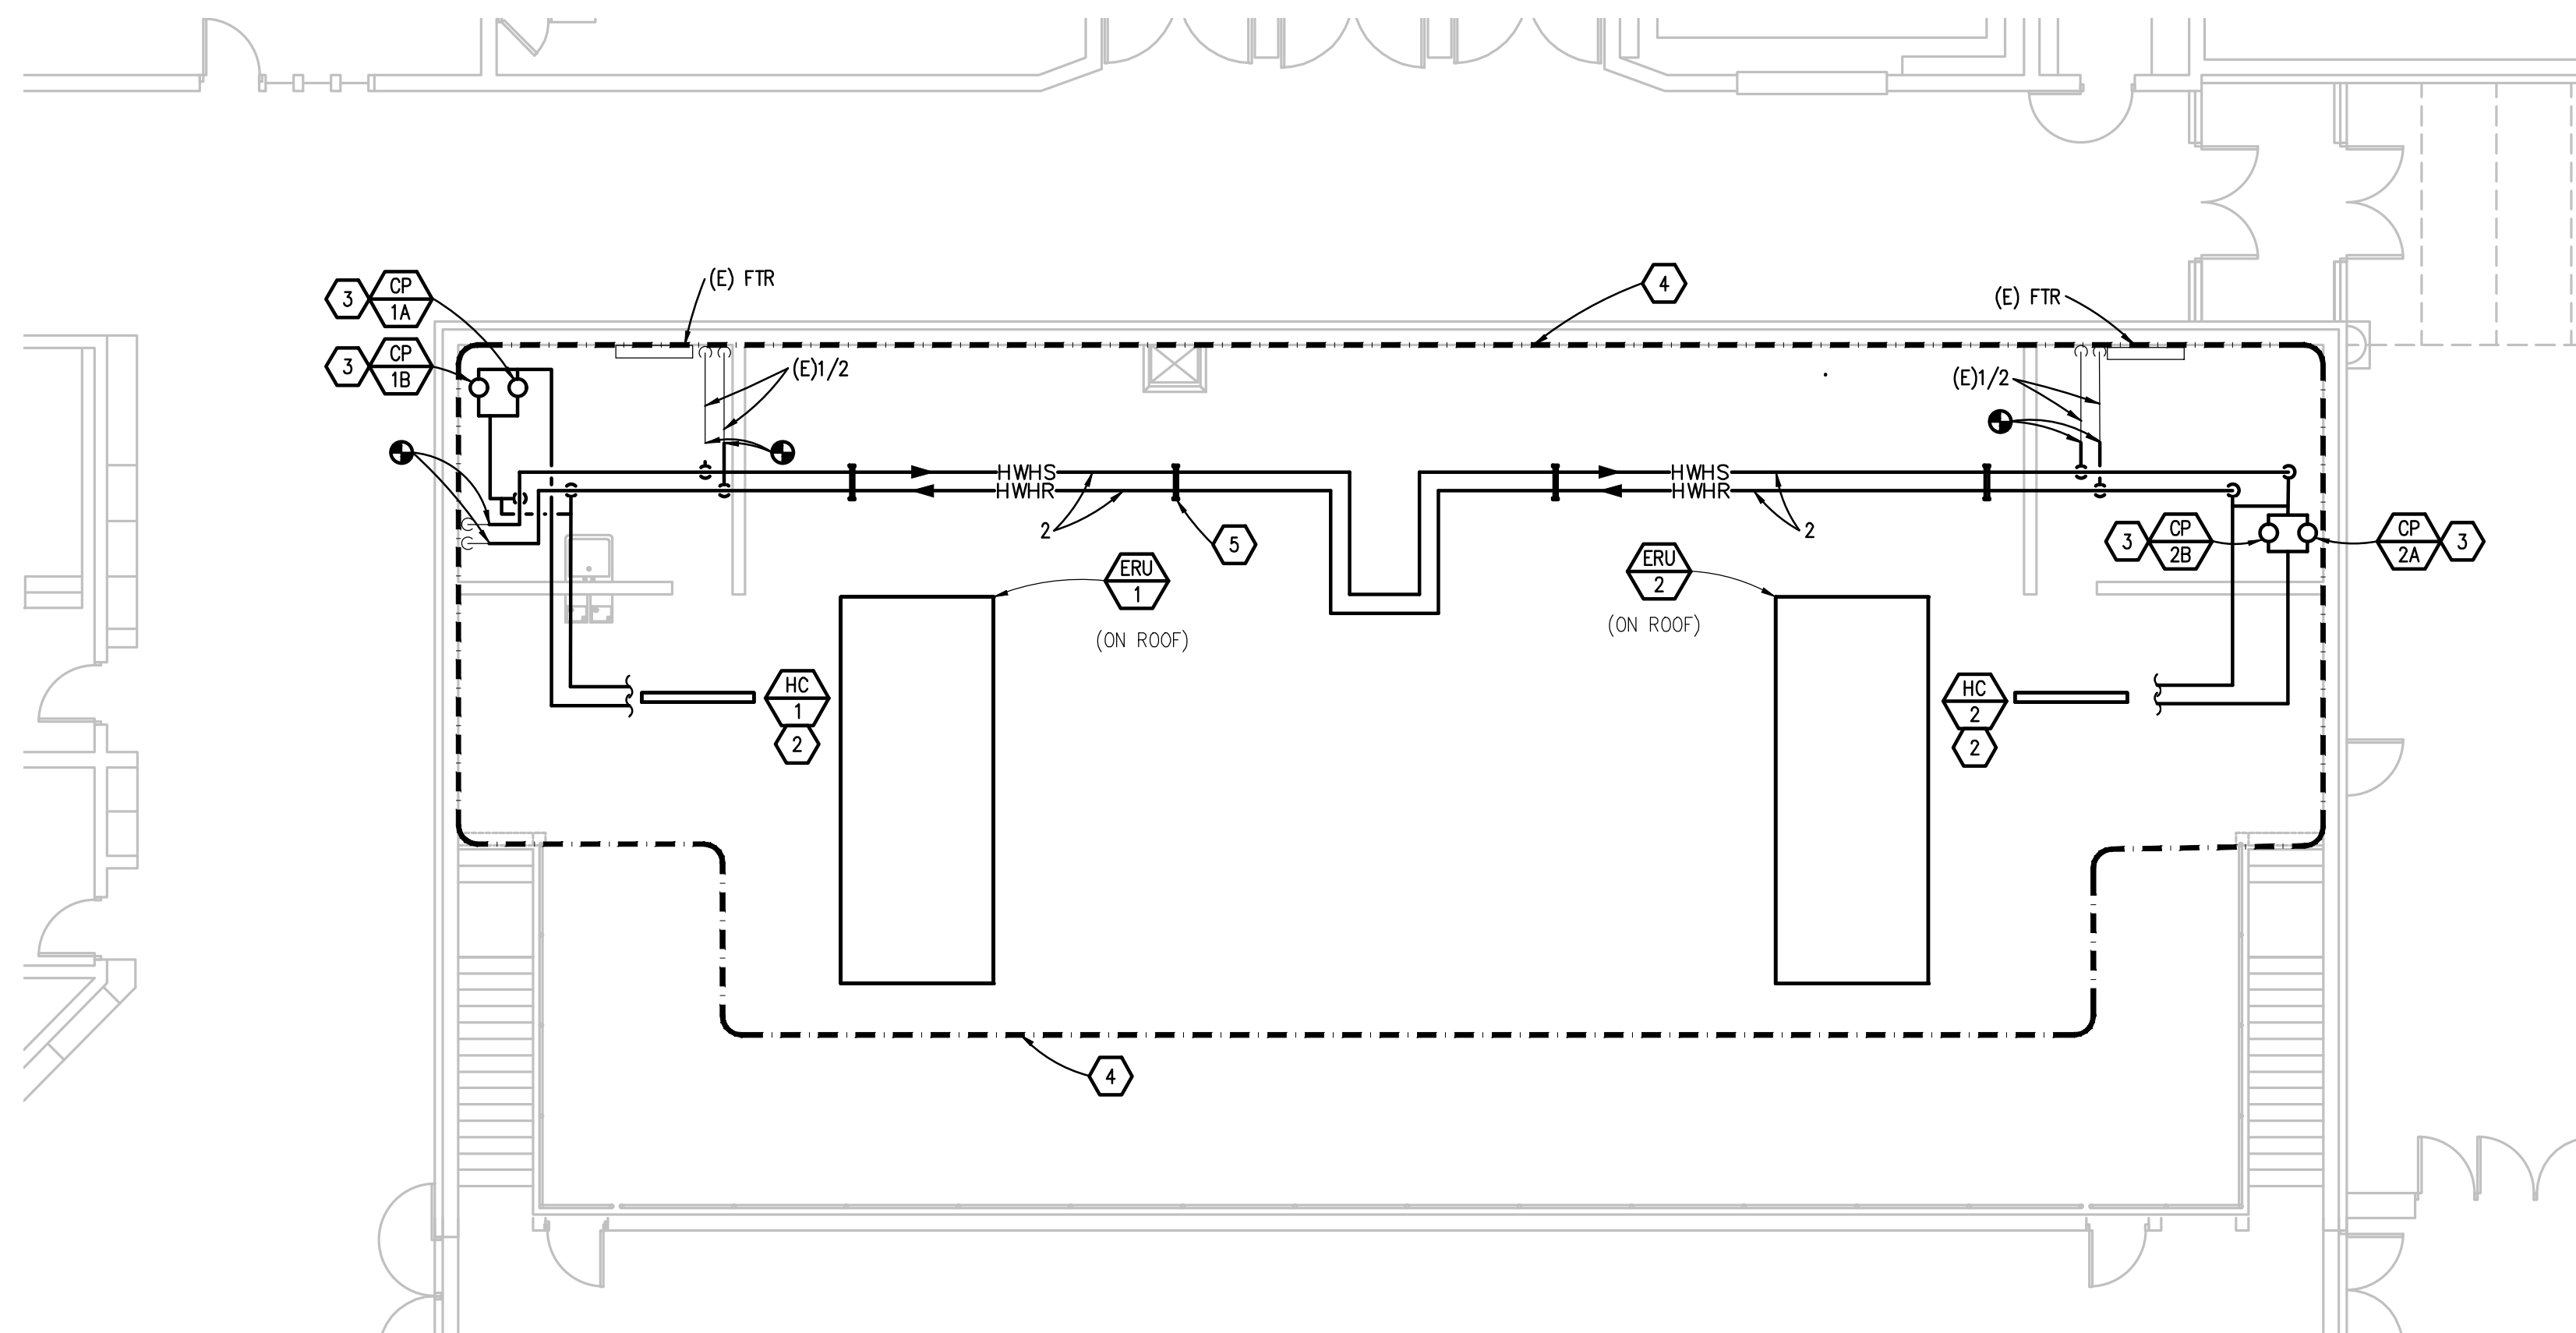 (E) FTR
4
(E) FTR
3
CP
1A
3
CP
1B
(E)1/2
(E)1/2
HWHS
HWHR
HWHS
HWHR
2
2
5
3
CP
2B
CP
2A
3
ERU
1
(ON ROOF)
ERU
2
(ON ROOF)
HC
1
2
HC
2
2
4